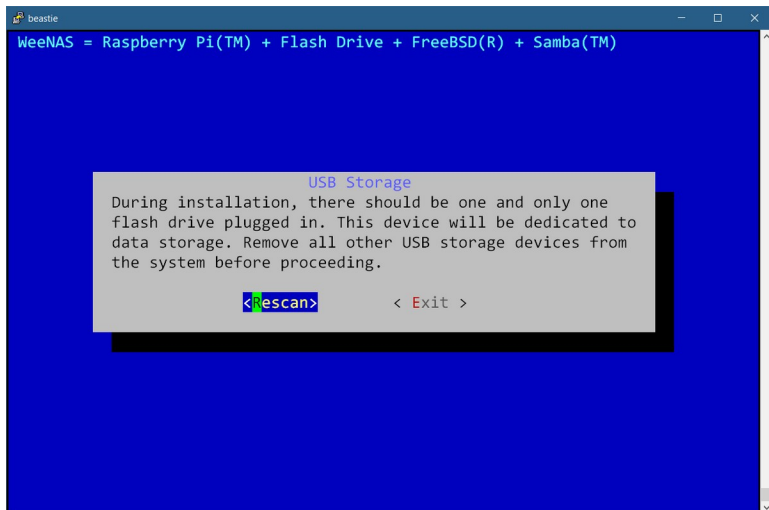 beastie
WeeNAS = Raspberry Pi(TM) + Flash Drive + FreeBSD(R) + Samba(TM)
USB Storage
During installation, there should be one and only one
flash drive plugged in. This device will be dedicated to
data storage. Remove all other USB storage devices from
the system before proceeding.
<Rescan> < Exit >